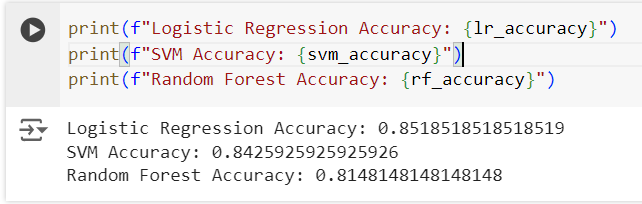 print(f"Logistic Regression Accuracy: {lr_accuracy}")
print(f"SVM Accuracy: {svm_accuracy}")
print(f"Random Forest Accuracy: {rf_accuracy}")
Logistic Regression Accuracy: 0.8518518518518519
SVM Accuracy: 0.8425925925925926
Random Forest Accuracy: 0.8148148148148148